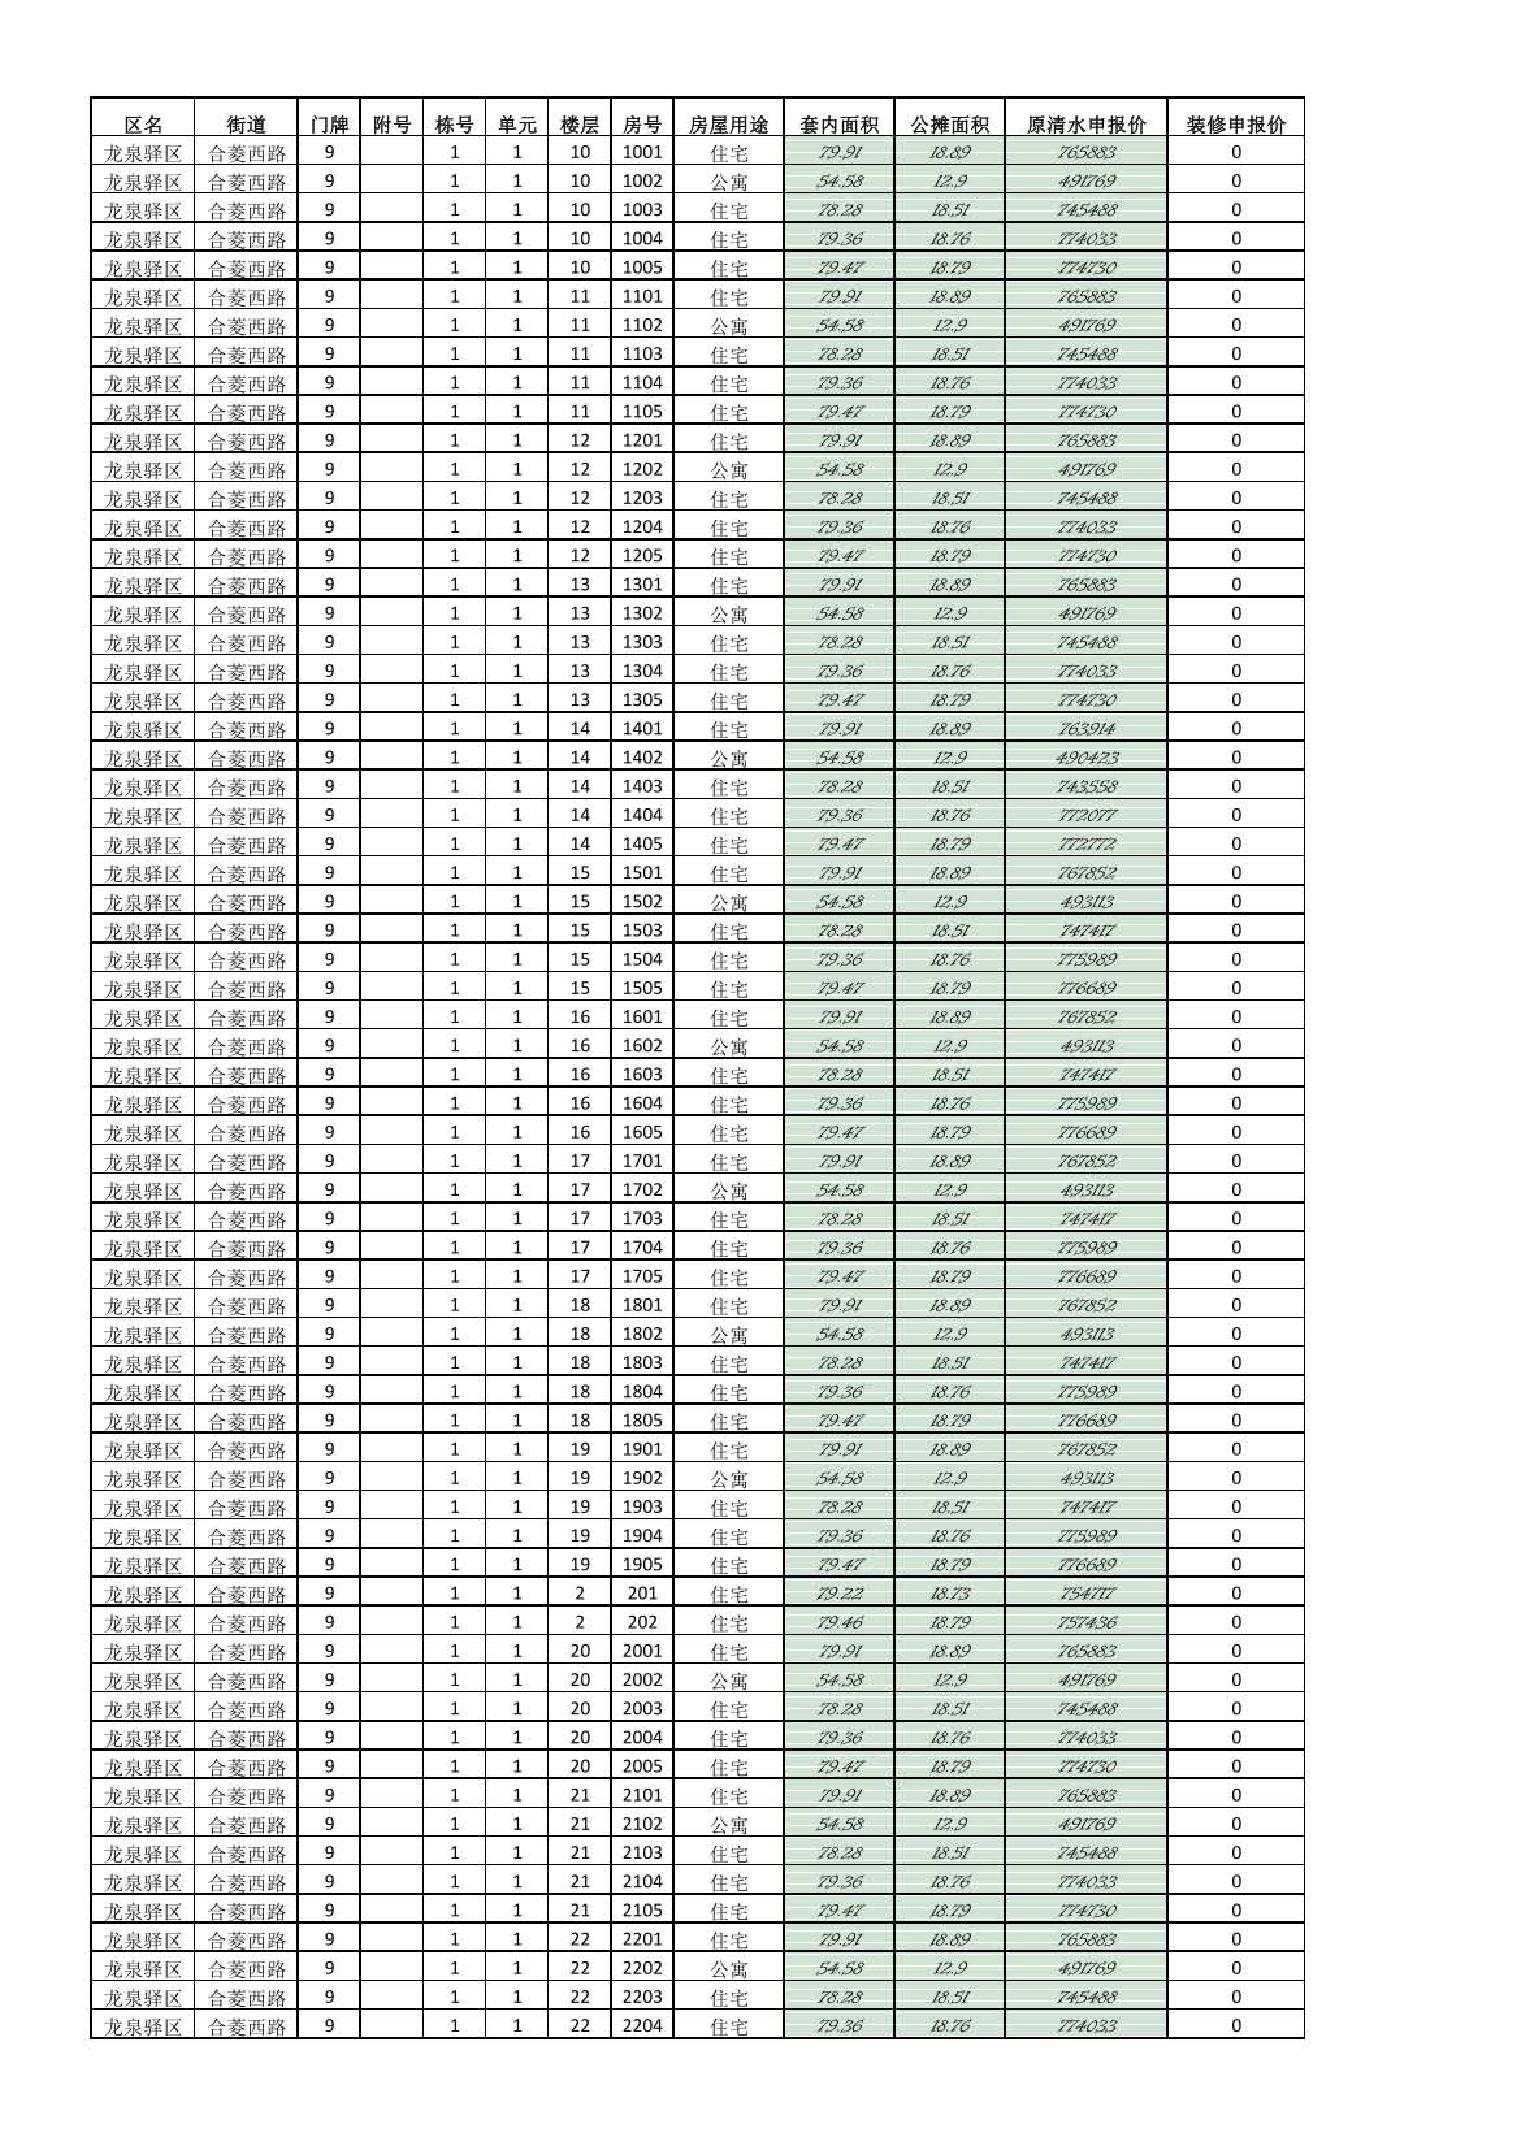 区名 街道 门牌 附号 栋号 单元 楼层 房号 房屋用途 套内面积 公摊面积 原清水申报价 装修申报价
龙泉驿区 合菱西路 9 1 1 10 1001 住宅 79.91 18.89 765883 0
龙泉驿区 合菱西路 9 1 1 10 1002 公寓 54.58 12.9 491769 0
龙泉驿区 合菱西路 9 1 1 10 1003 住宅 78.28 18.51 745488 0
龙泉驿区 合菱西路 9 1 1 10 1004 住宅 79.36 18.76 774033 0
龙泉驿区 合菱西路 9 1 1 10 1005 住宅 79.47 18.79 774730 0
龙泉驿区 合菱西路 9 1 1 11 1101 住宅 79.91 18.89 765883 0
龙泉驿区 合菱西路 9 1 1 11 1102 公寓 54.58 12.9 491769 0
龙泉驿区 合菱西路 9 1 1 11 1103 住宅 78.28 18.51 745488 0
龙泉驿区 合菱西路 9 1 1 11 1104 住宅 79.36 18.76 774033 0
龙泉驿区 合菱西路 9 1 1 11 1105 住宅 79.47 18.79 774730 0
龙泉驿区 合菱西路 9 1 1 12 1201 住宅 79.91 18.89 765883 0
龙泉驿区 合菱西路 9 1 1 12 1202 公寓 54.58 12.9 491769 0
龙泉驿区 合菱西路 9 1 1 12 1203 住宅 78.28 18.51 745488 0
龙泉驿区 合菱西路 9 1 1 12 1204 住宅 79.36 18.76 774033 0
龙泉驿区 合菱西路 9 1 1 12 1205 住宅 79.47 18.79 774730 0
龙泉驿区 合菱西路 9 1 1 13 1301 住宅 79.91 18.89 765883 0
龙泉驿区 合菱西路 9 1 1 13 1302 公寓 54.58 12.9 491769 0
龙泉驿区 合菱西路 9 1 1 13 1303 住宅 78.28 18.51 745488 0
龙泉驿区 合菱西路 9 1 1 13 1304 住宅 79.36 18.76 774033 0
龙泉驿区 合菱西路 9 1 1 13 1305 住宅 79.47 18.79 774730 0
龙泉驿区 合菱西路 9 1 1 14 1401 住宅 79.91 18.89 763914 0
龙泉驿区 合菱西路 9 1 1 14 1402 公寓 54.58 12.9 490423 0
龙泉驿区 合菱西路 9 1 1 14 1403 住宅 78.28 18.51 743558 0
龙泉驿区 合菱西路 9 1 1 14 1404 住宅 79.36 18.76 772077 0
龙泉驿区 合菱西路 9 1 1 14 1405 住宅 79.47 18.79 772772 0
龙泉驿区 合菱西路 9 1 1 15 1501 住宅 79.91 18.89 767852 0
龙泉驿区 合菱西路 9 1 1 15 1502 公寓 54.58 12.9 493113 0
龙泉驿区 合菱西路 9 1 1 15 1503 住宅 78.28 18.51 747417 0
龙泉驿区 合菱西路 9 1 1 15 1504 住宅 79.36 18.76 775989 0
龙泉驿区 合菱西路 9 1 1 15 1505 住宅 79.47 18.79 776689 0
龙泉驿区 合菱西路 9 1 1 16 1601 住宅 79.91 18.89 767852 0
龙泉驿区 合菱西路 9 1 1 16 1602 公寓 54.58 12.9 493113 0
龙泉驿区 合菱西路 9 1 1 16 1603 住宅 78.28 18.51 747417 0
龙泉驿区 合菱西路 9 1 1 16 1604 住宅 79.36 18.76 775989 0
龙泉驿区 合菱西路 9 1 1 16 1605 住宅 79.47 18.79 776689 0
龙泉驿区 合菱西路 9 1 1 17 1701 住宅 79.91 18.89 767852 0
龙泉驿区 合菱西路 9 1 1 17 1702 公寓 54.58 12.9 493113 0
龙泉驿区 合菱西路 9 1 1 17 1703 住宅 78.28 18.51 747417 0
龙泉驿区 合菱西路 9 1 1 17 1704 住宅 79.36 18.76 775989 0
龙泉驿区 合菱西路 9 1 1 17 1705 住宅 79.47 18.79 776689 0
龙泉驿区 合菱西路 9 1 1 18 1801 住宅 79.91 18.89 767852 0
龙泉驿区 合菱西路 9 1 1 18 1802 公寓 54.58 12.9 493113 0
龙泉驿区 合菱西路 9 1 1 18 1803 住宅 78.28 18.51 747417 0
龙泉驿区 合菱西路 9 1 1 18 1804 住宅 79.36 18.76 775989 0
龙泉驿区 合菱西路 9 1 1 18 1805 住宅 79.47 18.79 776689 0
龙泉驿区 合菱西路 9 1 1 19 1901 住宅 79.91 18.89 767852 0
龙泉驿区 合菱西路 9 1 1 19 1902 公寓 54.58 12.9 493113 0
龙泉驿区 合菱西路 9 1 1 19 1903 住宅 78.28 18.51 747417 0
龙泉驿区 合菱西路 9 1 1 19 1904 住宅 79.36 18.76 775989 0
龙泉驿区 合菱西路 9 1 1 19 1905 住宅 79.47 18.79 776689 0
龙泉驿区 合菱西路 9 1 1 2 201 住宅 79.22 18.73 754717 0
龙泉驿区 合菱西路 9 1 1 2 202 住宅 79.46 18.79 757436 0
龙泉驿区 合菱西路 9 1 1 20 2001 住宅 79.91 18.89 765883 0
龙泉驿区 合菱西路 9 1 1 20 2002 公寓 54.58 12.9 491769 0
龙泉驿区 合菱西路 9 1 1 20 2003 住宅 78.28 18.51 745488 0
龙泉驿区 合菱西路 9 1 1 20 2004 住宅 79.36 18.76 774033 0
龙泉驿区 合菱西路 9 1 1 20 2005 住宅 79.47 18.79 774730 0
龙泉驿区 合菱西路 9 1 1 21 2101 住宅 79.91 18.89 765883 0
龙泉驿区 合菱西路 9 1 1 21 2102 公寓 54.58 12.9 491769 0
龙泉驿区 合菱西路 9 1 1 21 2103 住宅 78.28 18.51 745488 0
龙泉驿区 合菱西路 9 1 1 21 2104 住宅 79.36 18.76 774033 0
龙泉驿区 合菱西路 9 1 1 21 2105 住宅 79.47 18.79 774730 0
龙泉驿区 合菱西路 9 1 1 22 2201 住宅 79.91 18.89 765883 0
龙泉驿区 合菱西路 9 1 1 22 2202 公寓 54.58 12.9 491769 0
龙泉驿区 合菱西路 9 1 1 22 2203 住宅 78.28 18.51 745488 0
龙泉驿区 合菱西路 9 1 1 22 2204 住宅 79.36 18.76 774033 0